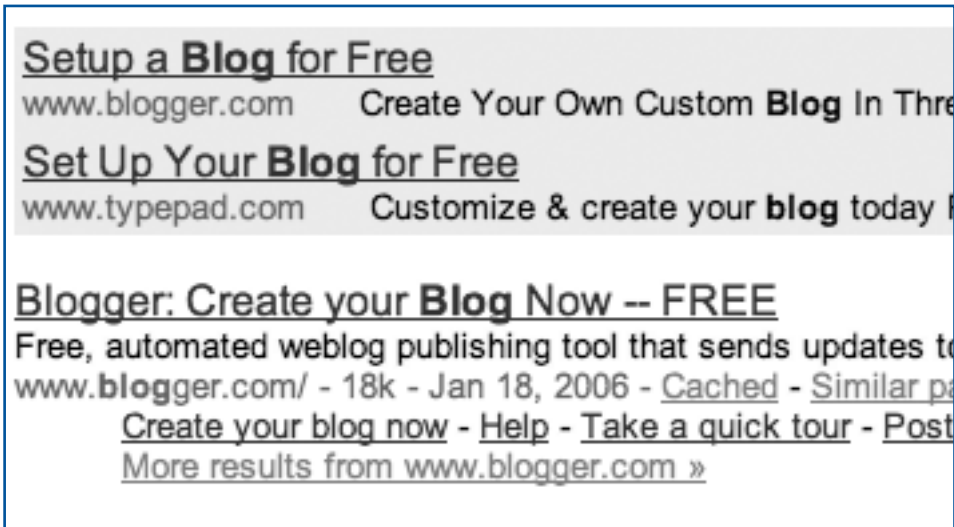 Setup a Blog for Free
www.blogger.com Create Your Own Custom Blog In
Set Up Your Blog for Free
www.typepad.com Customize & create your blog today
Blogger: Create your Blog Now -- FREE
Free, automated weblog publishing tool that sends updates
www.blogger.com/ - 18k - Jan 18, 2006 - Cached - Similar
Create your blog now - Help - Take a quick tour - Post
More results from www.blogger.com »